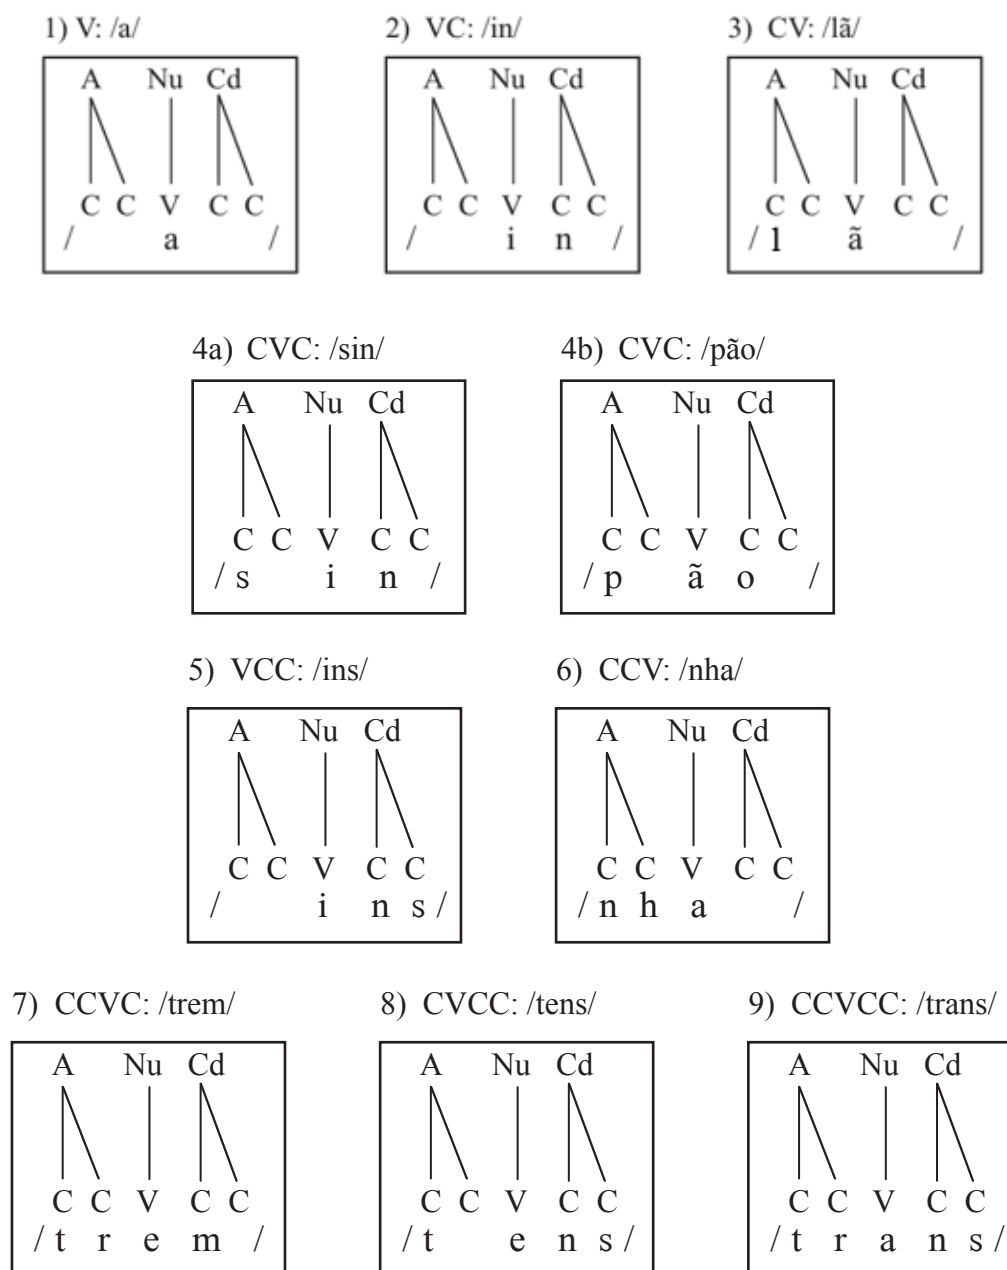 1) V: /a/ 2) VC: /in/ 3) CV: /lã/
A Nu Cd A Nu Cd A Nu Cd
C C V C C C C V C C C C V C C
/ a / / i n / / l ã /
4a) CVC: /sin/ 4b) CVC: /pão/
A Nu Cd A Nu Cd
C C V C C C C V C C
/ s i n / / p ã o /
5) VCC: /ins/ 6) CCV: /nha/
A Nu Cd A Nu Cd
C C V C C C C V C C
/ i n s / / n h a /
7) CCVC: /trem/ 8) CVCC: /tens/ 9) CCVCC: /trans/
A Nu Cd A Nu Cd A Nu Cd
C C V C C C C V C C C C V C C
/ t r e m / / t e n s / / t r a n s /